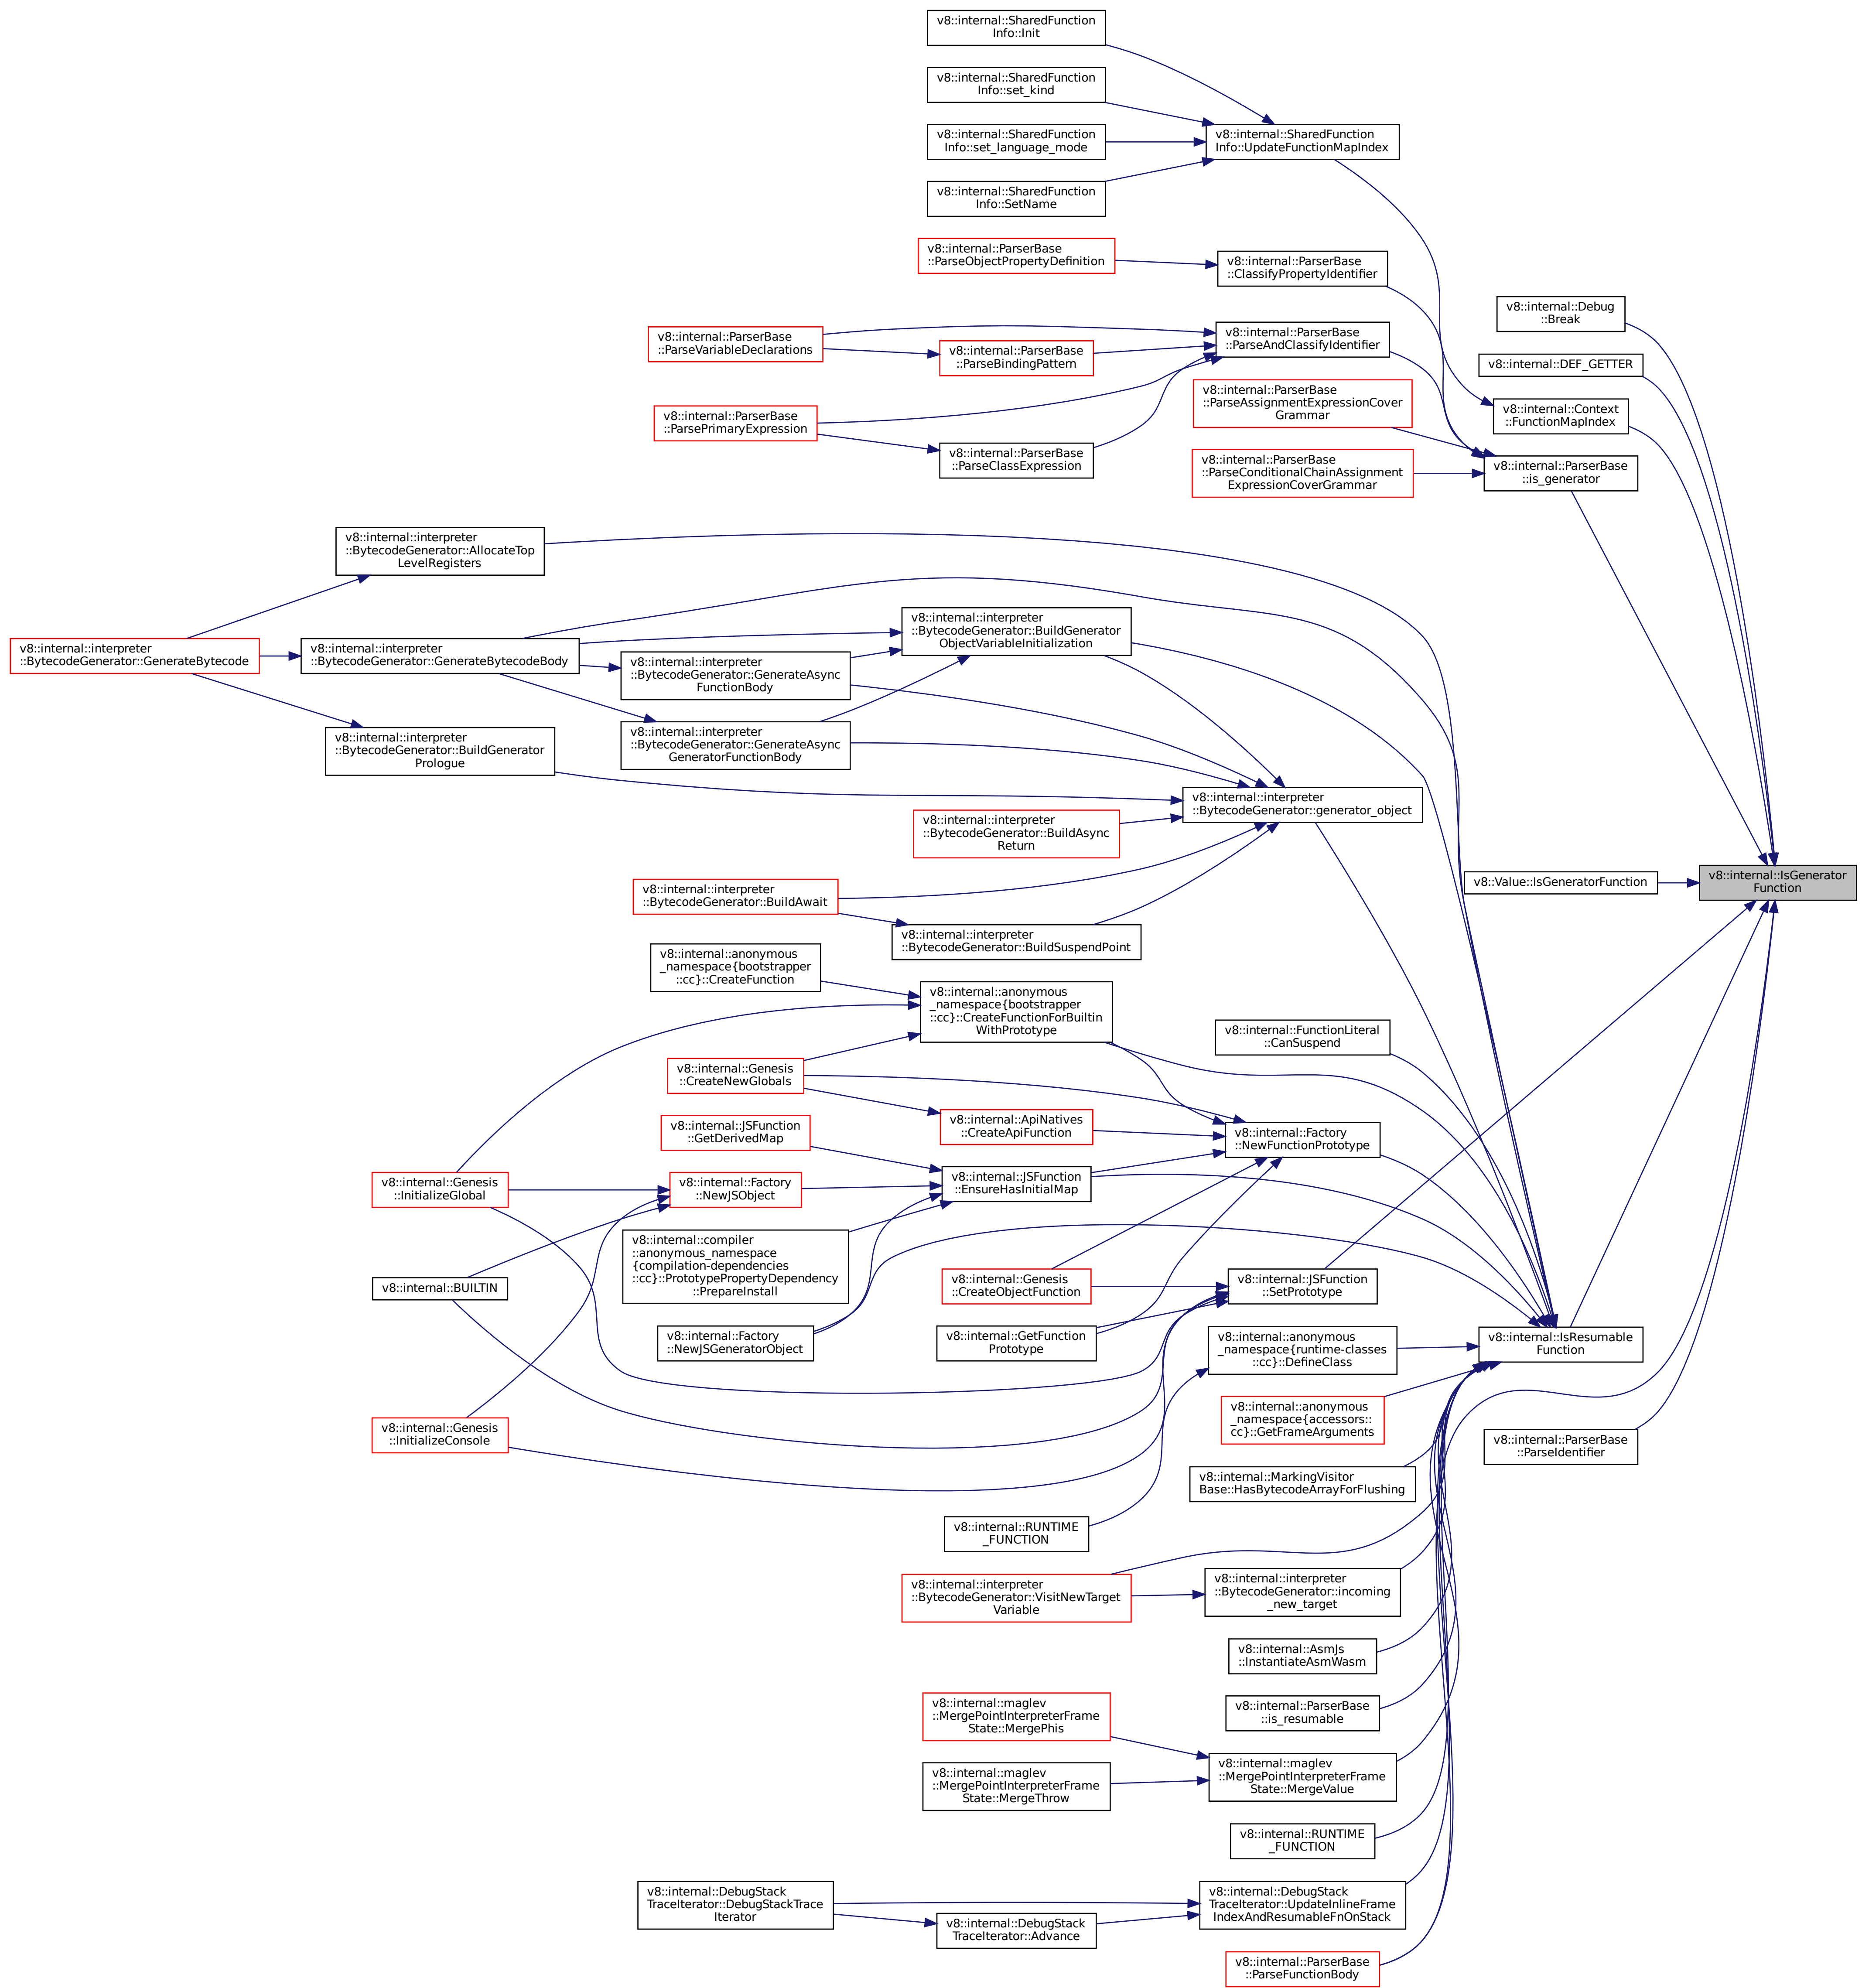 v8::internal::SharedFunction
Info::Init
v8::internal::SharedFunction
Info::set_kind
v8::internal::SharedFunction
Info::set_language_mode
v8::internal::SharedFunction
Info::UpdateFunctionMapIndex
v8::internal::SharedFunction
Info::SetName
v8::internal::ParserBase
::ParseObjectPropertyDefinition
v8::internal::ParserBase
::ClassifyPropertyIdentifier
v8::internal::Debug
::Break
v8::internal::ParserBase
::ParseVariableDeclarations
v8::internal::ParserBase
::ParseBindingPattern
v8::internal::ParserBase
::ParseAndClassifyIdentifier
v8::internal::DEF_GETTER
v8::internal::ParserBase
::ParseAssignmentExpressionCover
Grammar
v8::internal::Context
::FunctionMapIndex
v8::internal::ParserBase
::ParsePrimaryExpression
v8::internal::ParserBase
::ParseClassExpression
v8::internal::ParserBase
::ParseConditionalChainAssignment
ExpressionCoverGrammar
v8::internal::ParserBase
::is_generator
v8::internal::interpreter
::BytecodeGenerator::AllocateTop
LevelRegisters
v8::internal::interpreter
::BytecodeGenerator::GenerateBytecode
v8::internal::interpreter
::BytecodeGenerator::GenerateBytecodeBody
v8::internal::interpreter
::BytecodeGenerator::BuildGenerator
ObjectVariableInitialization
v8::internal::interpreter
::BytecodeGenerator::GenerateAsync
FunctionBody
v8::internal::interpreter
::BytecodeGenerator::BuildGenerator
Prologue
v8::internal::interpreter
::BytecodeGenerator::GenerateAsync
GeneratorFunctionBody
v8::internal::interpreter
::BytecodeGenerator::generator_object
v8::internal::interpreter
::BytecodeGenerator::BuildAsync
Return
v8::internal::interpreter
::BytecodeGenerator::BuildAwait
v8::internal::interpreter
::BytecodeGenerator::BuildSuspendPoint
v8::Value::IsGeneratorFunction
v8::internal::IsGenerator
Function
v8::internal::anonymous
_namespace{bootstrapper
::cc}::CreateFunction
v8::internal::anonymous
_namespace{bootstrapper
::cc}::CreateFunctionForBuiltin
WithPrototype
v8::internal::FunctionLiteral
::CanSuspend
v8::internal::Genesis
::CreateNewGlobals
v8::internal::ApiNatives
::CreateApiFunction
v8::internal::Factory
::NewFunctionPrototype
v8::internal::JSFunction
::GetDerivedMap
v8::internal::Genesis
::InitializeGlobal
v8::internal::Factory
::NewJSObject
v8::internal::JSFunction
::EnsureHasInitialMap
v8::internal::compiler
::anonymous_namespace
{compilation-dependencies
::cc}::PrototypePropertyDependency
::PrepareInstall
v8::internal::BUILTIN
v8::internal::Genesis
::CreateObjectFunction
v8::internal::JSFunction
::SetPrototype
v8::internal::Factory
::NewJSGeneratorObject
v8::internal::GetFunction
Prototype
v8::internal::anonymous
_namespace{runtime-classes
::cc}::DefineClass
v8::internal::IsResumable
Function
v8::internal::Genesis
::InitializeConsole
v8::internal::anonymous
_namespace{accessors::
cc}::GetFrameArguments
v8::internal::ParserBase
::ParseIdentifier
v8::internal::MarkingVisitor
Base::HasBytecodeArrayForFlushing
v8::internal::RUNTIME
_FUNCTION
v8::internal::interpreter
::BytecodeGenerator::VisitNewTarget
Variable
v8::internal::interpreter
::BytecodeGenerator::incoming
_new_target
v8::internal::AsmJs
::InstantiateAsmWasm
v8::internal::maglev
::MergePointInterpreterFrame
State::MergePhis
v8::internal::ParserBase
::is_resumable
v8::internal::maglev
::MergePointInterpreterFrame
State::MergeThrow
v8::internal::maglev
::MergePointInterpreterFrame
State::MergeValue
v8::internal::RUNTIME
_FUNCTION
v8::internal::DebugStack
TraceIterator::DebugStackTrace
Iterator
v8::internal::DebugStack
TraceIterator::Advance
v8::internal::DebugStack
TraceIterator::UpdateInlineFrame
IndexAndResumableFnOnStack
v8::internal::ParserBase
::ParseFunctionBody